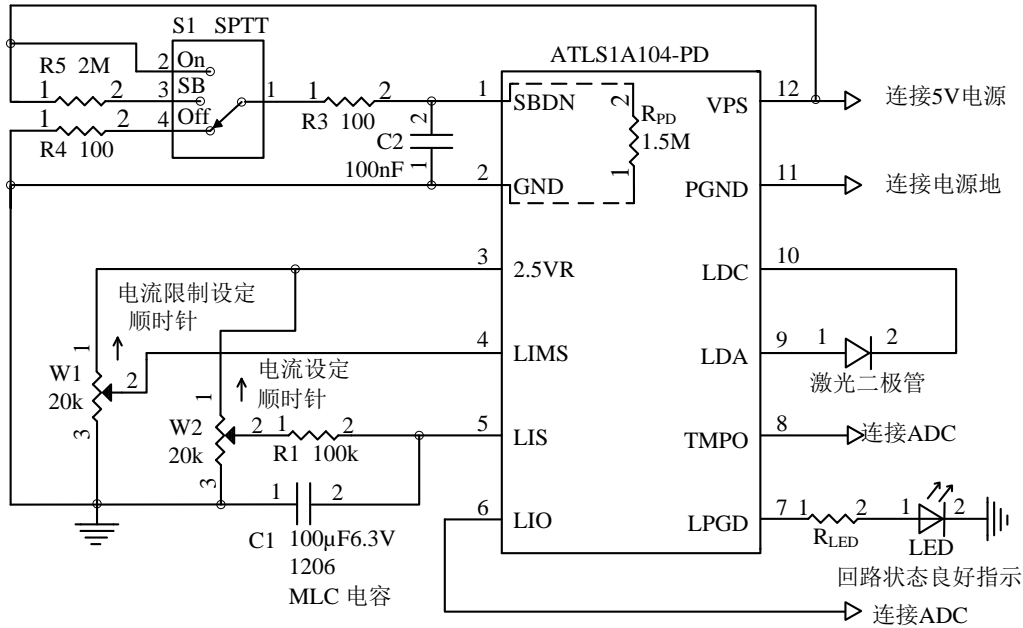 S1 SPTT
ATLS1A104-PD
R5 2M
2 On
1 2 3 SB
1 1 2 1
SBDN
2
RPD
1.5M
1
VPS 12
连接5V电源
1 2 4 Off
R4 100
R3 100
2
C2
100nF 1
2 GND
PGND 11
连接电源地
3 2.5VR
LDC 10
电流限制设定
顺时针
1
4 LIMS
LDA 9 1 2
激光二极管
W1
20k
2
3
电流设定
顺时针
1
W2
20k
2 1 2
R1 100k
3
5 LIS
TMPO 8
连接ADC
1 2
C1 100μF6.3V
1206
MLC 电容
6 LIO
LPGD 7 1 2
RLED
1 2
LED
回路状态良好指示
连接ADC